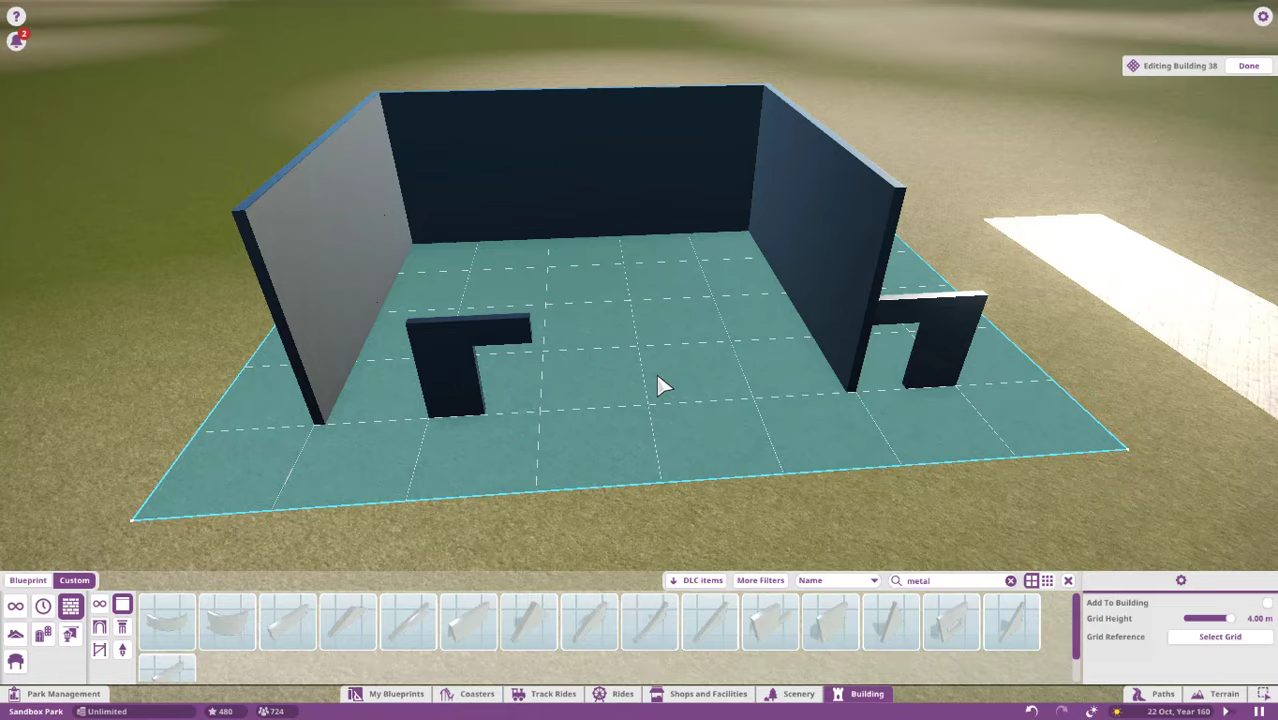 ?
2
Editing Building 38 Done
Blueprint Custom DLC items More Filters Name metal
Add To Building
Grid Height 4.00 m
Grid Reference Select Grid
Park Management My Blueprints Coasters Track Rides Rides Shops and Facilities Scenery Building Paths Terrain
Sandbox Park Unlimited 480 724 22 Oct, Year 160